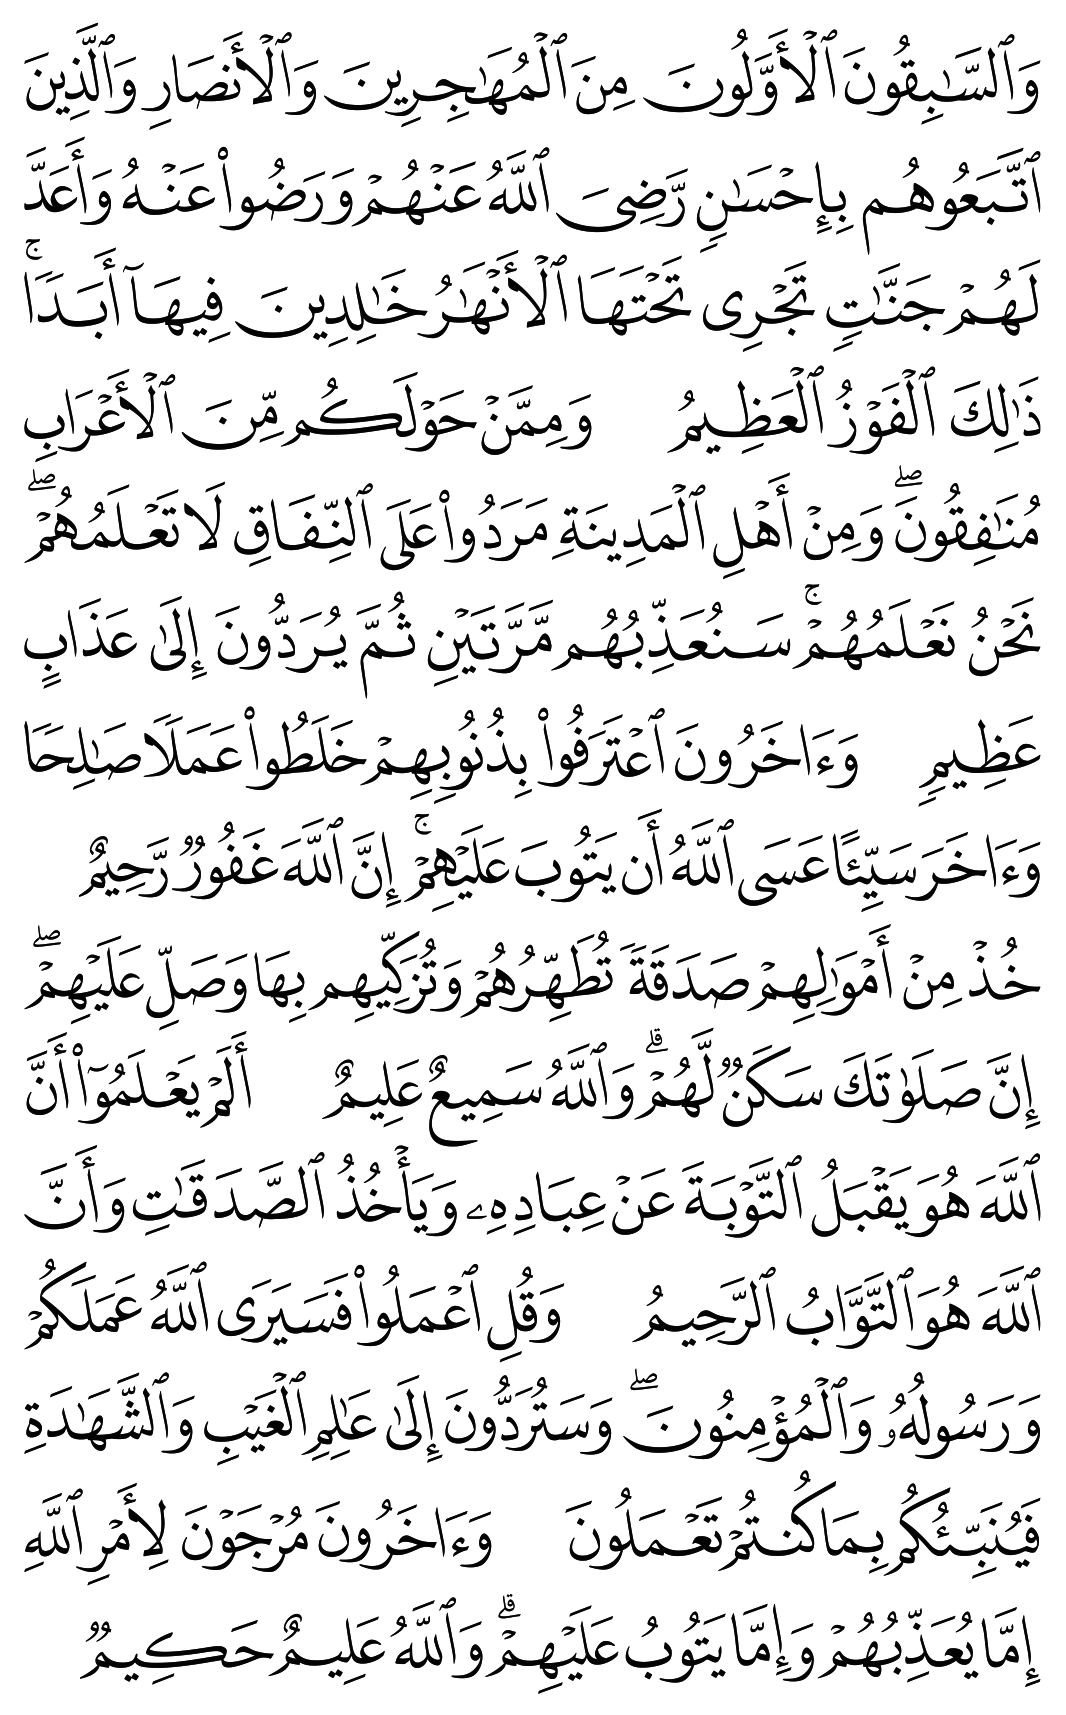 وَٱلسَّـٰبِقُونَ ٱلْأَوَّلُونَ مِنَ ٱلْمُهَـٰجِرِينَ وَٱلْأَنصَارِ وَٱلَّذِينَ
ٱتَّبَعُوهُم بِإِحْسَـٰنٍ رَّضِىَ ٱللَّهُ عَنْهُمْ وَرَضُوا۟ عَنْهُ وَأَعَدَّ
لَهُمْ جَنَّـٰتٍ تَجْرِى تَحْتَهَا ٱلْأَنْهَـٰرُ خَـٰلِدِينَ فِيهَآ أَبَدًا ۚ
ذَٰلِكَ ٱلْفَوْزُ ٱلْعَظِيمُ وَمِمَّنْ حَوْلَكُم مِّنَ ٱلْأَعْرَابِ
مُنَـٰفِقُونَ ۖ وَمِنْ أَهْلِ ٱلْمَدِينَةِ مَرَدُوا۟ عَلَى ٱلنِّفَاقِ لَا تَعْلَمُهُمْ ۖ
نَحْنُ نَعْلَمُهُمْ ۚ سَنُعَذِّبُهُم مَّرَّتَيْنِ ثُمَّ يُرَدُّونَ إِلَىٰ عَذَابٍ
عَظِيمٍ وَءَاخَرُونَ ٱعْتَرَفُوا۟ بِذُنُوبِهِمْ خَلَطُوا۟ عَمَلًا صَـٰلِحًا
وَءَاخَرَ سَيِّئًا عَسَى ٱللَّهُ أَن يَتُوبَ عَلَيْهِمْ ۚ إِنَّ ٱللَّهَ غَفُورٌ رَّحِيمٌ
خُذْ مِنْ أَمْوَٰلِهِمْ صَدَقَةً تُطَهِّرُهُمْ وَتُزَكِّيهِم بِهَا وَصَلِّ عَلَيْهِمْ ۖ
إِنَّ صَلَوٰتَكَ سَكَنٌ لَّهُمْ ۗ وَٱللَّهُ سَمِيعٌ عَلِيمٌ أَلَمْ يَعْلَمُوٓا۟ أَنَّ
ٱللَّهَ هُوَ يَقْبَلُ ٱلتَّوْبَةَ عَنْ عِبَادِهِۦ وَيَأْخُذُ ٱلصَّدَقَـٰتِ وَأَنَّ
ٱللَّهَ هُوَ ٱلتَّوَّابُ ٱلرَّحِيمُ وَقُلِ ٱعْمَلُوا۟ فَسَيَرَى ٱللَّهُ عَمَلَكُمْ
وَرَسُولُهُۥ وَٱلْمُؤْمِنُونَ ۖ وَسَتُرَدُّونَ إِلَىٰ عَـٰلِمِ ٱلْغَيْبِ وَٱلشَّهَـٰدَةِ
فَيُنَبِّئُكُم بِمَا كُنتُمْ تَعْمَلُونَ وَءَاخَرُونَ مُرْجَوْنَ لِأَمْرِ ٱللَّهِ
إِمَّا يُعَذِّبُهُمْ وَإِمَّا يَتُوبُ عَلَيْهِمْ ۗ وَٱللَّهُ عَلِيمٌ حَكِيمٌ